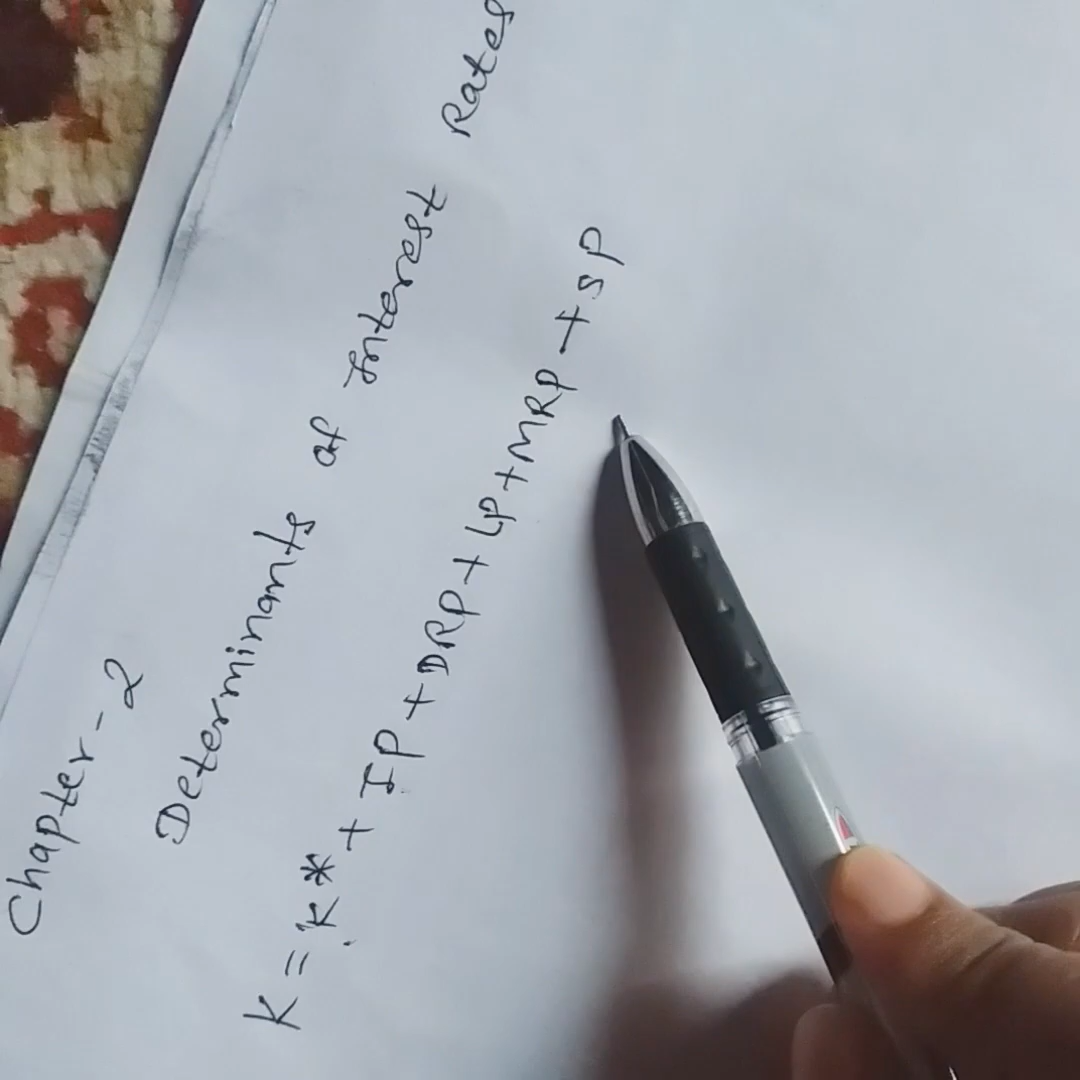 Chapter-2
Determinants of Interest Rates
K = K* + IP + DRP + LP + MRP + SP